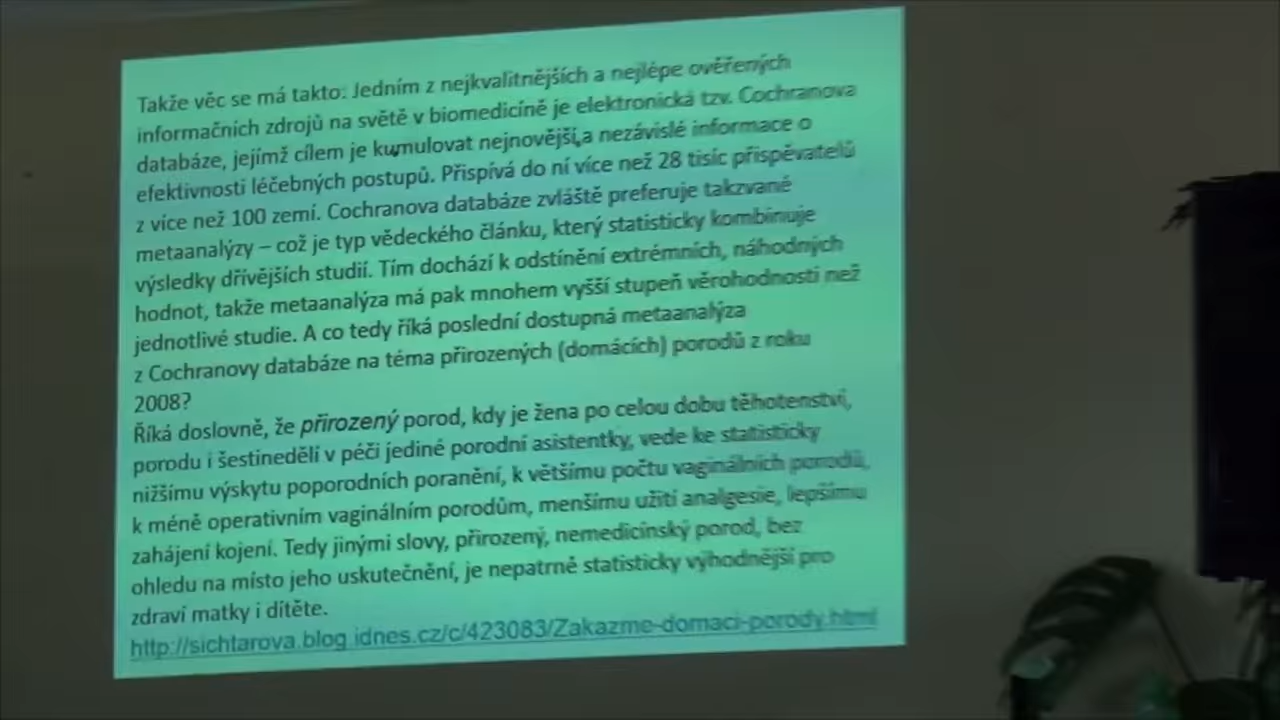 Takže věc se má takto: Jedním z nejkvalitnějších a nejlépe ověřených
informačních zdrojů na světě v biomedicíně je elektronická tzv. Cochranova
databáze, jejímž cílem je kumulovat nejnovější a nezávislé informace o
efektivnosti léčebných postupů. Přispívá do ní více než 28 tisíc přispěvatelů
z více než 100 zemí. Cochranova databáze zvláště preferuje takzvané
metaanalýzy – což je typ vědeckého článku, který statisticky kombinuje
výsledky dřívějších studií. Tím dochází k odstínění extrémních, náhodných
hodnot, takže metaanalýza má pak mnohem vyšší stupeň věrohodnosti než
jednotlivé studie. A co tedy říká poslední dostupná metaanalýza
z Cochranovy databáze na téma přirozených (domácích) porodů z roku
2008?
Říká doslovně, že přirozený porod, kdy je žena po celou dobu těhotenství,
porodu i šestinedělí v péči jediné porodní asistentky, vede ke statisticky
nižšímu výskytu poporodních poranění, k většímu počtu vaginálních porodů,
k méně operativním vaginálním porodům, menšímu užití analgesie, lepšímu
zahájení kojení. Tedy jinými slovy, přirozený, nemedicínský porod, bez
ohledu na místo jeho uskutečnění, je nepatrně statisticky výhodnější pro
zdraví matky i dítěte.
http://sichtarova.blog.idnes.cz/c/423083/Zakazme-domaci-porody.html